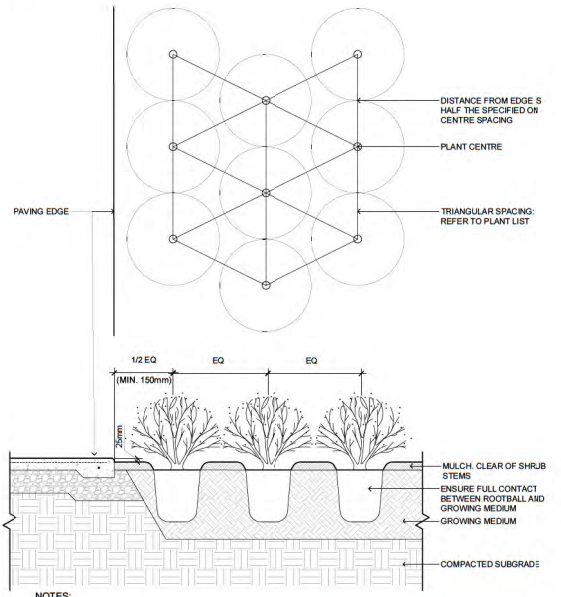 DISTANCE FROM EDGE S
HALF THE SPECIFIED ON
CENTRE SPACING
PLANT CENTRE
PAVING EDGE
TRIANGULAR SPACING:
REFER TO PLANT LIST
1/2 EQ
EQ
EQ
(MIN. 150mm)
25mm
MULCH. CLEAR OF SHRUB
STEMS
ENSURE FULL CONTACT
BETWEEN ROOTBALL AND
GROWING MEDIUM
GROWING MEDIUM
COMPACTED SUBGRADE
NOTES: